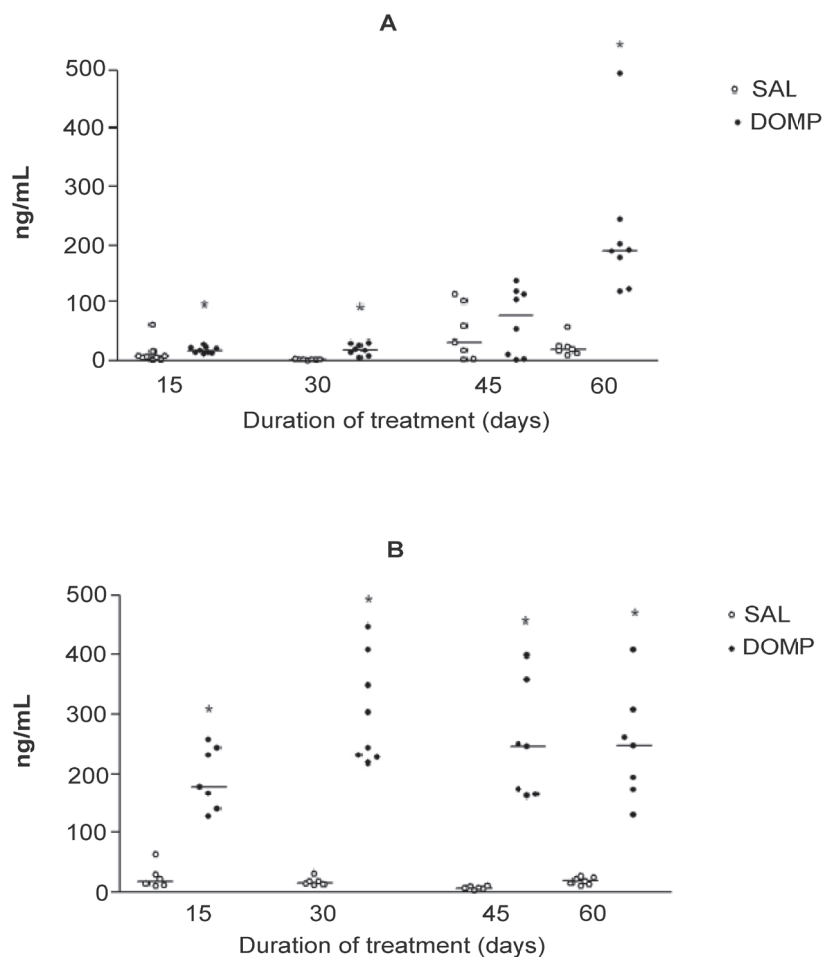 A
*
500
SAL
DOMP
400
300
ng/mL
200
100
*
*
0
15 30 45 60
Duration of treatment (days)
B
500
*
SAL
*
*
DOMP
400
300
*
ng/mL
200
100
0
15 30 45 60
Duration of treatment (days)